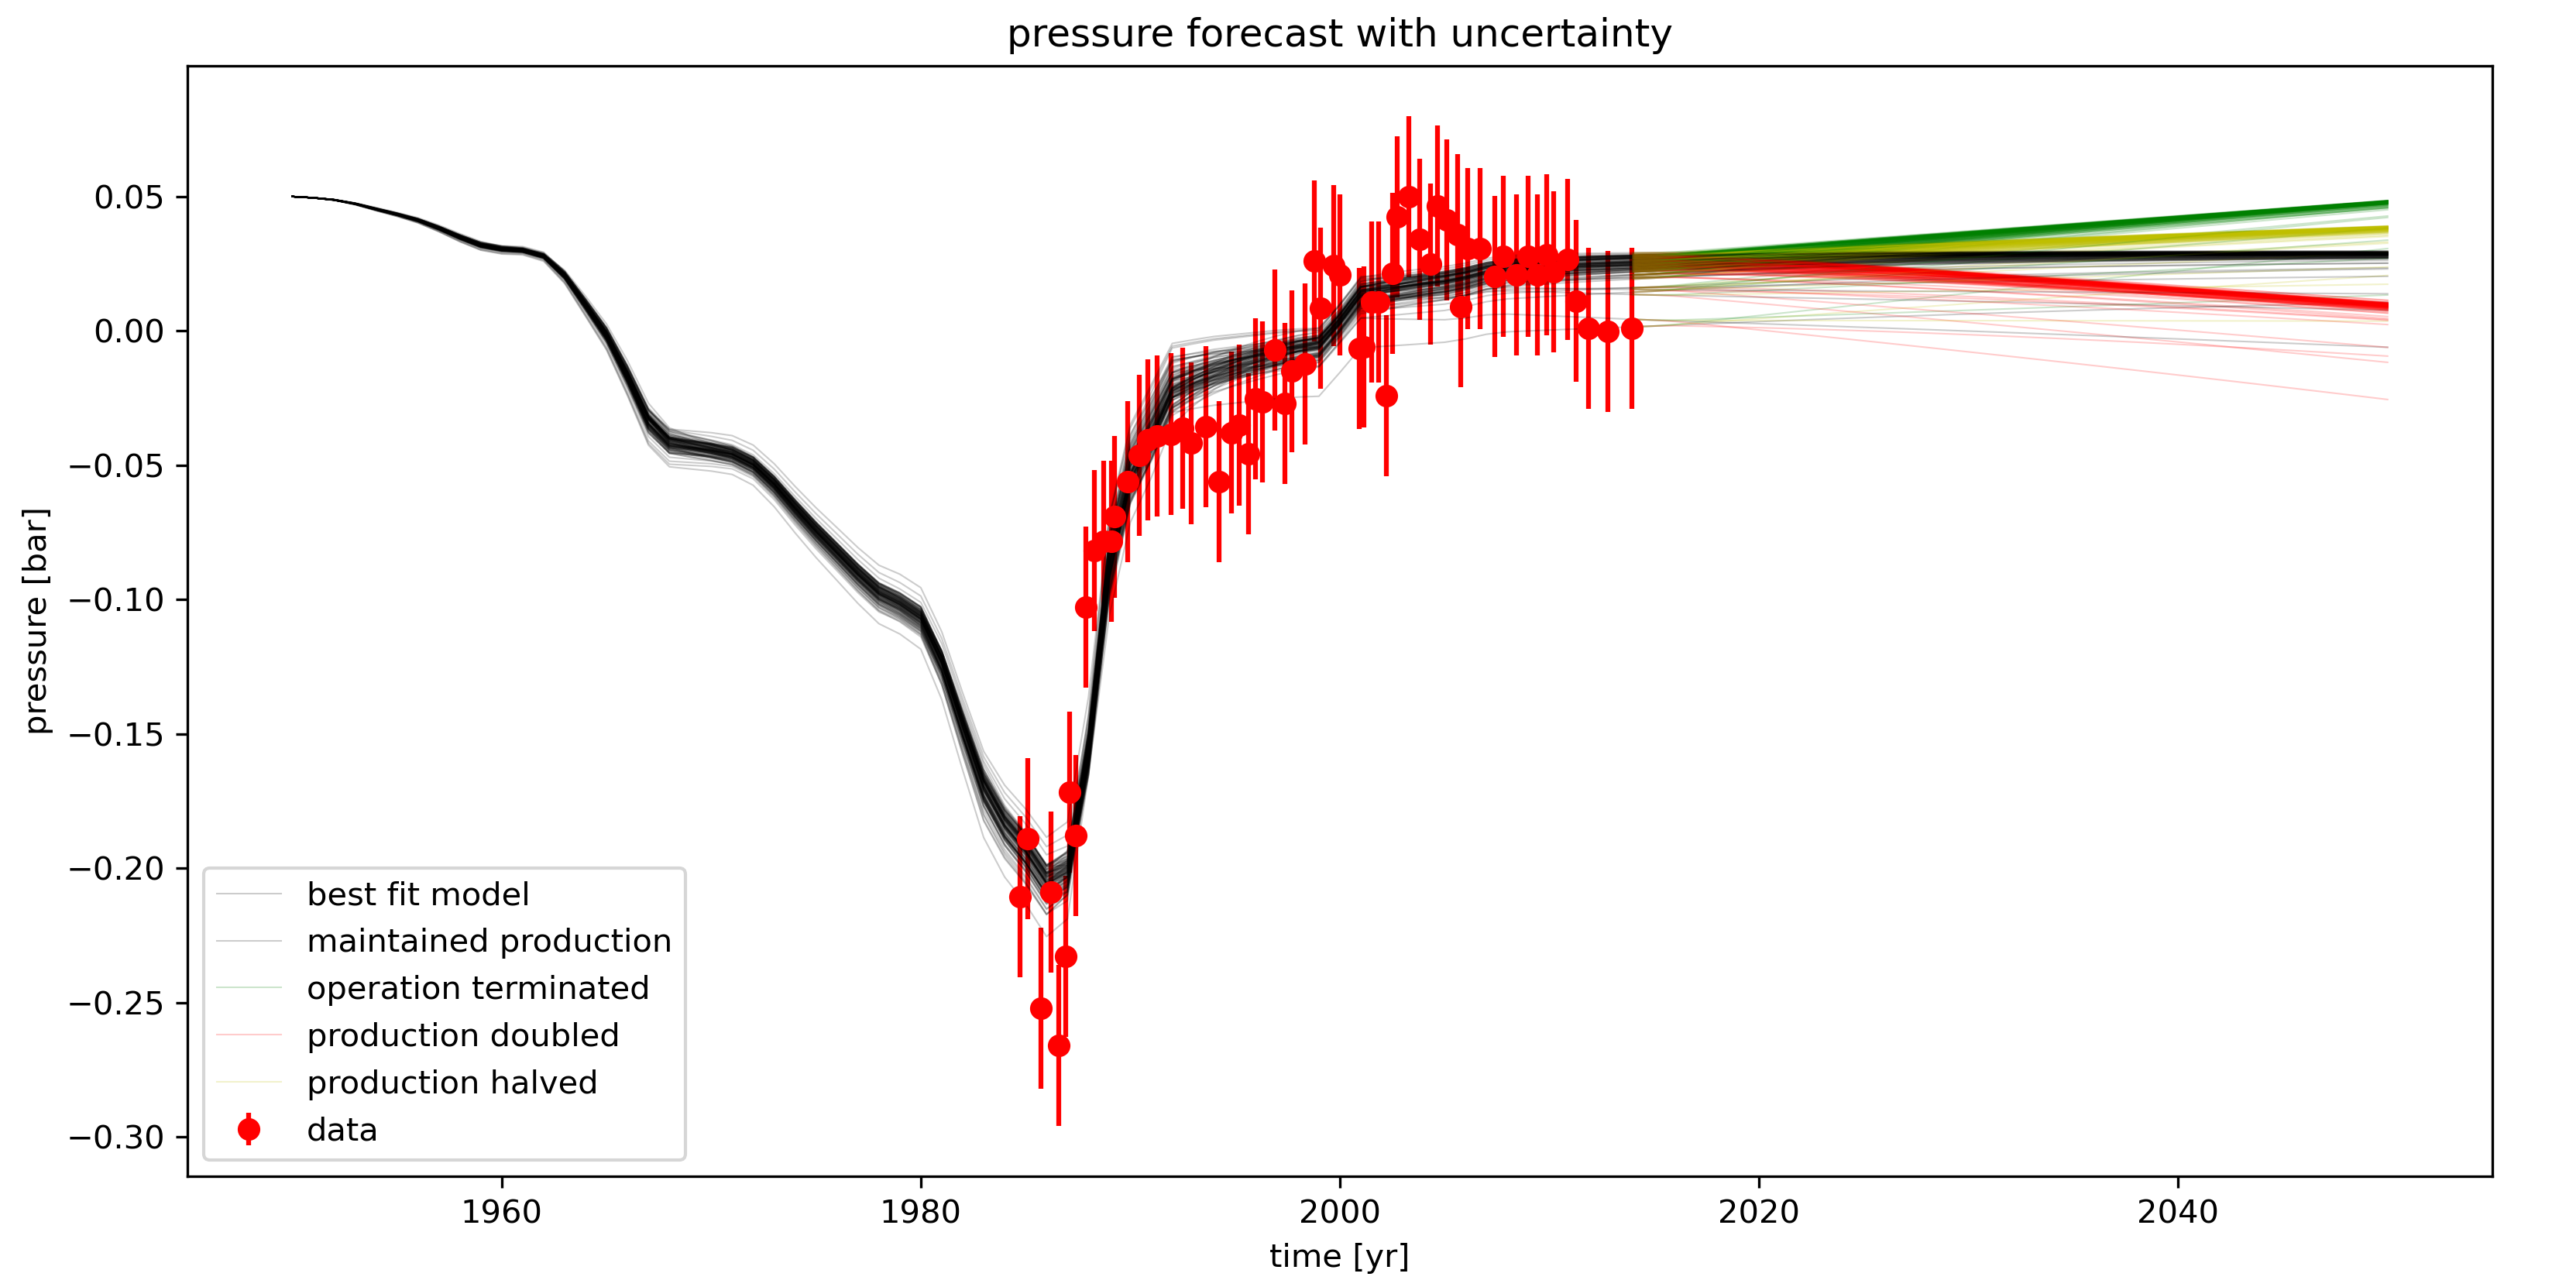 pressure forecast with uncertainty
pressure [bar]
0.05
0.00
−0.05
−0.10
−0.15
−0.20
−0.25
−0.30
best fit model
maintained production
operation terminated
production doubled
production halved
data
1960
1980
2000
2020
2040
time [yr]